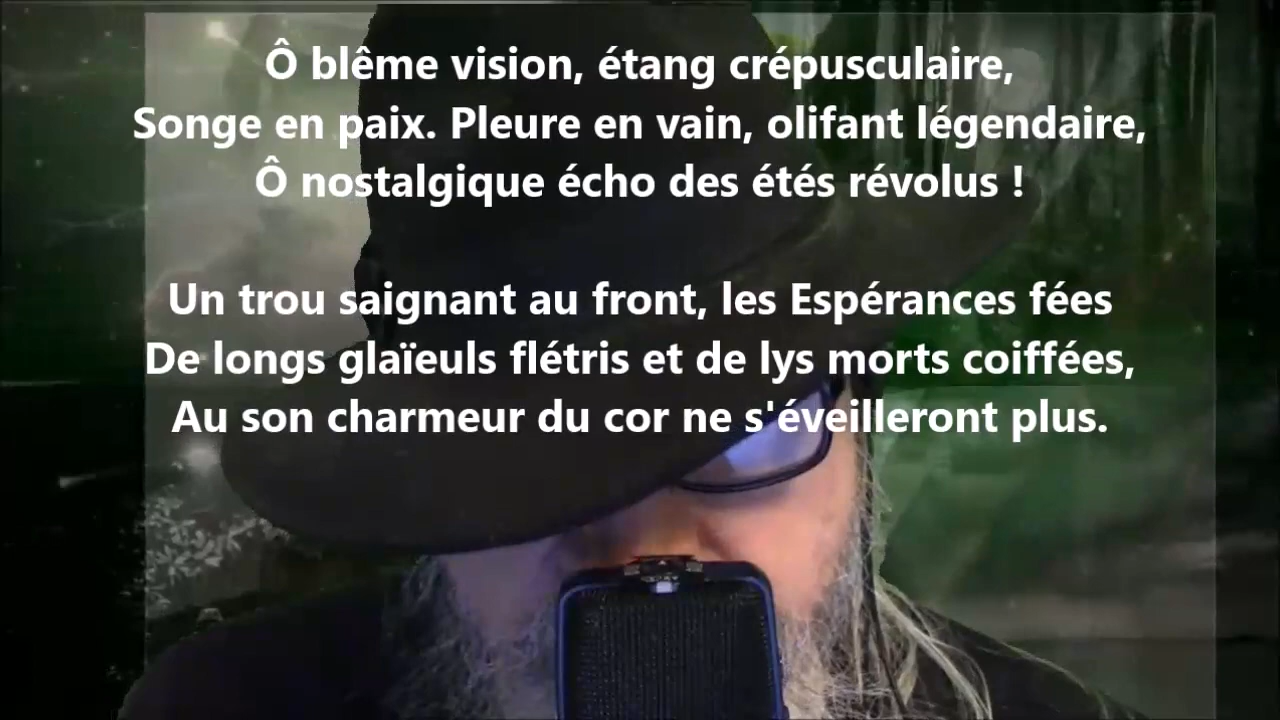 Ô blême vision, étang crépusculaire,
Songe en paix. Pleure en vain, olifant légendaire,
Ô nostalgique écho des étés révolus !
Un trou saignant au front, les Espérances fées
De longs glaïeuls flétris et de lys morts coiffées,
Au son charmeur du cor ne s'éveilleront plus.